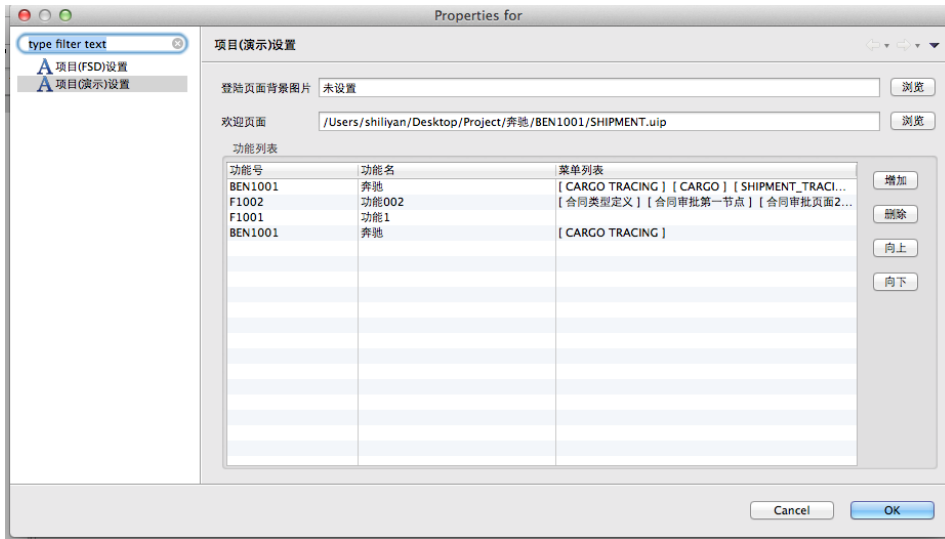 Properties for
type filter text
项目(FSD)设置
项目(演示)设置
项目(演示)设置
登陆页面背景图片 未设置 浏览
欢迎页面 /Users/shiliyan/Desktop/Project/奔驰/BEN1001/SHIPMENT.uip 浏览
功能列表
功能号 功能名 菜单列表
BEN1001 奔驰 [ CARGO TRACING ] [ CARGO ] [ SHIPMENT_TRACI...
F1002 功能002 [ 合同类型定义 ] [ 合同审批第一节点 ] [ 合同审批页面2...
F1001 功能1
BEN1001 奔驰 [ CARGO TRACING ]
增加
删除
向上
向下
Cancel OK